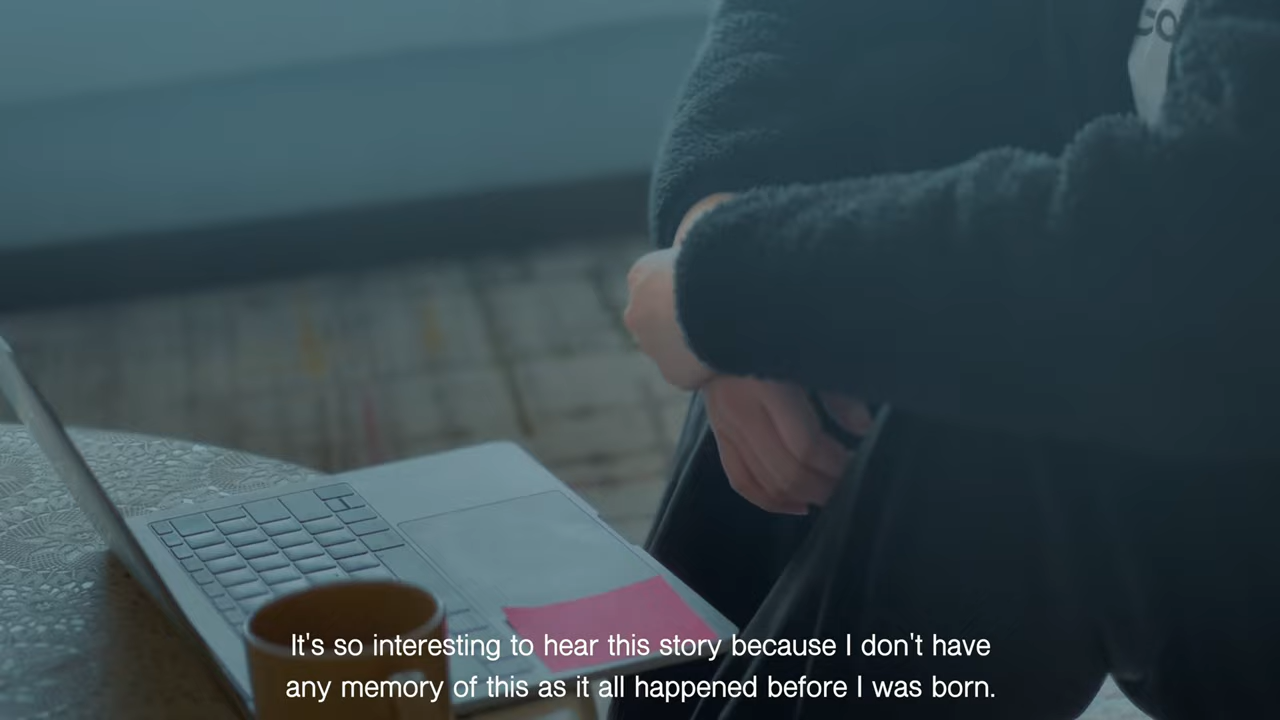 It's so interesting to hear this story because I don't have
any memory of this as it all happened before I was born.